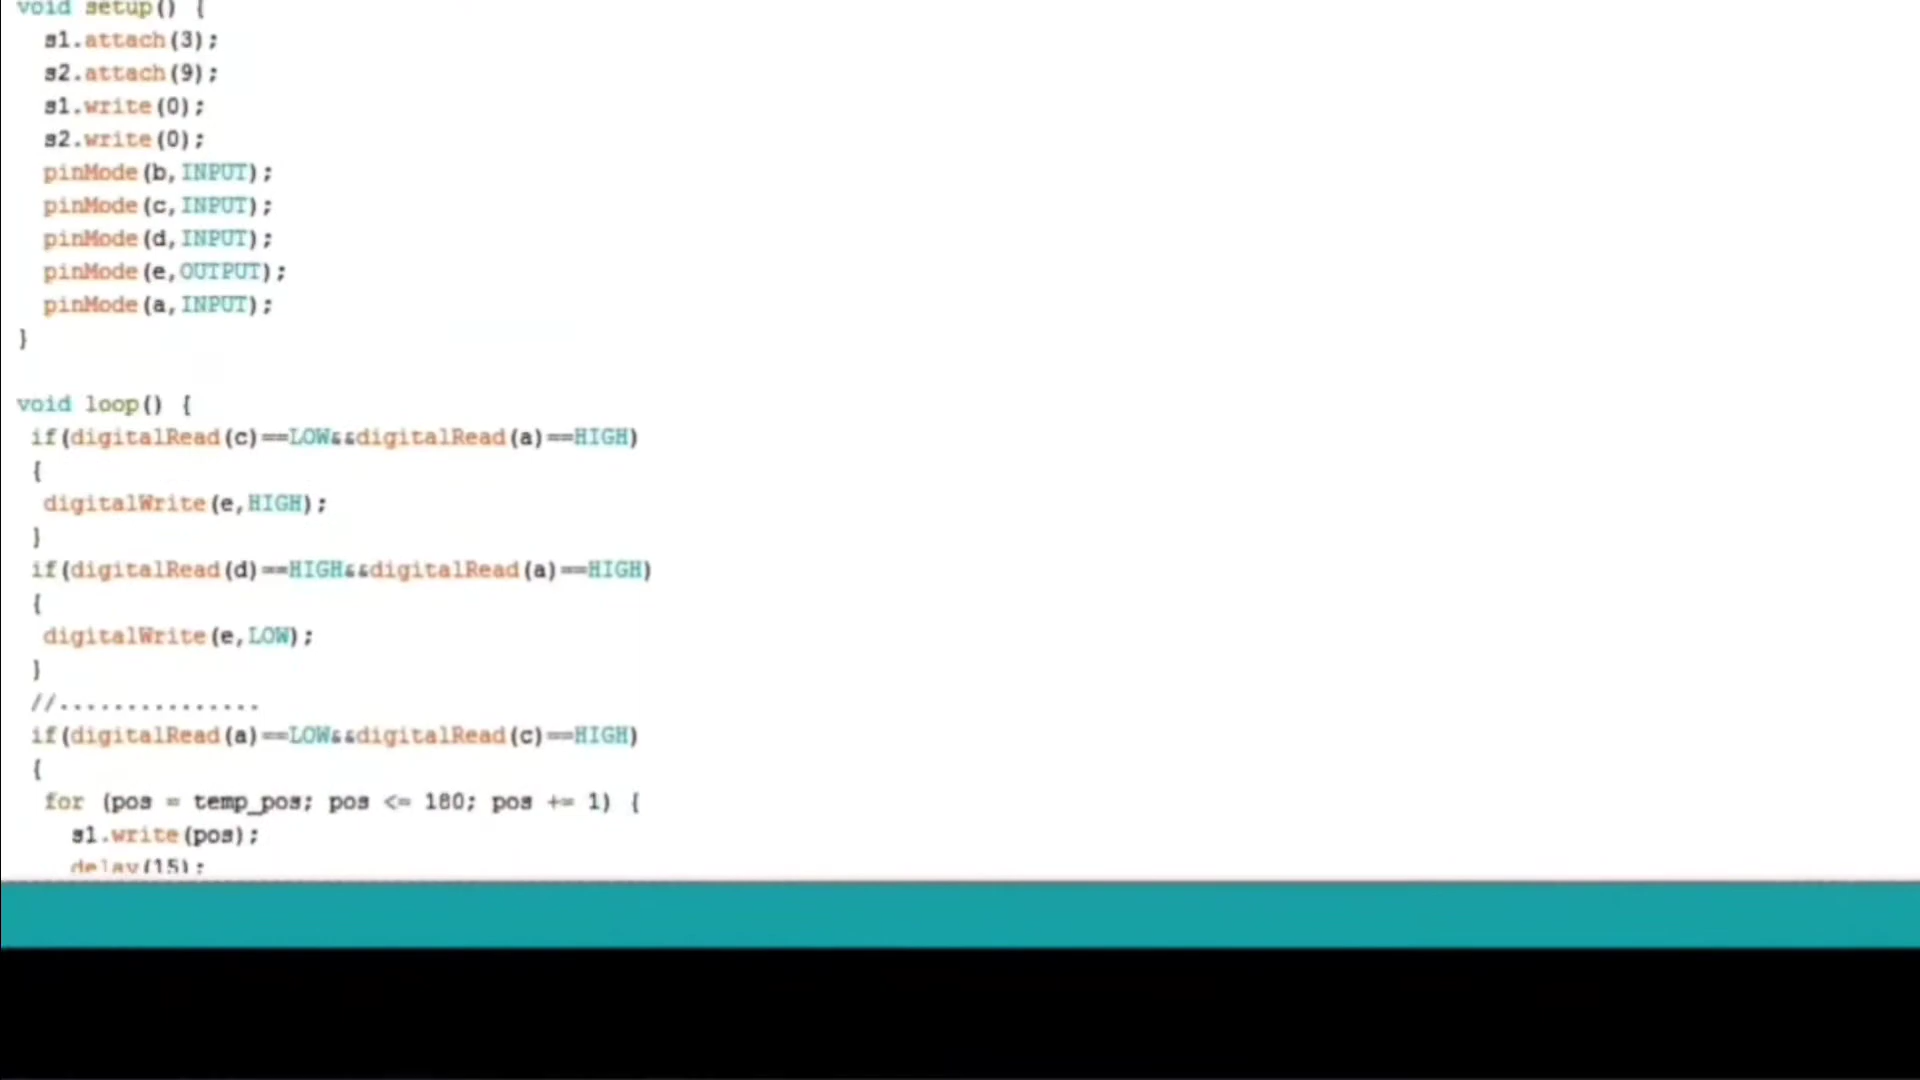 void setup() {
s1.attach(3);
s2.attach(9);
s1.write(0);
s2.write(0);
pinMode(b,INPUT);
pinMode(c,INPUT);
pinMode(d,INPUT);
pinMode(e,OUTPUT);
pinMode(a,INPUT);
}
void loop() {
if(digitalRead(c)==LOW&&digitalRead(a)==HIGH)
{
digitalWrite(e,HIGH);
}
if(digitalRead(d)==HIGH&&digitalRead(a)==HIGH)
{
digitalWrite(e,LOW);
}
//...............
if(digitalRead(a)==LOW&&digitalRead(c)==HIGH)
{
for (pos = temp_pos; pos <= 180; pos += 1) {
s1.write(pos);
delay(15);